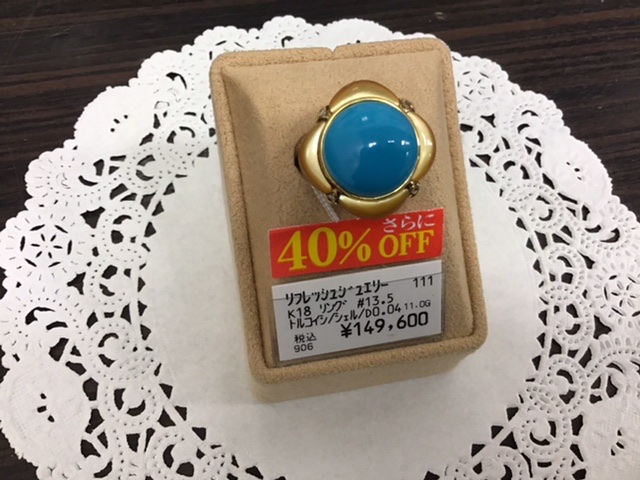 さらに
40% OFF
リフレッシュジュエリー 111
K18 リング #13.5
トルコイシ/シェル/D0.04 11.0G
¥149,600
税込
906